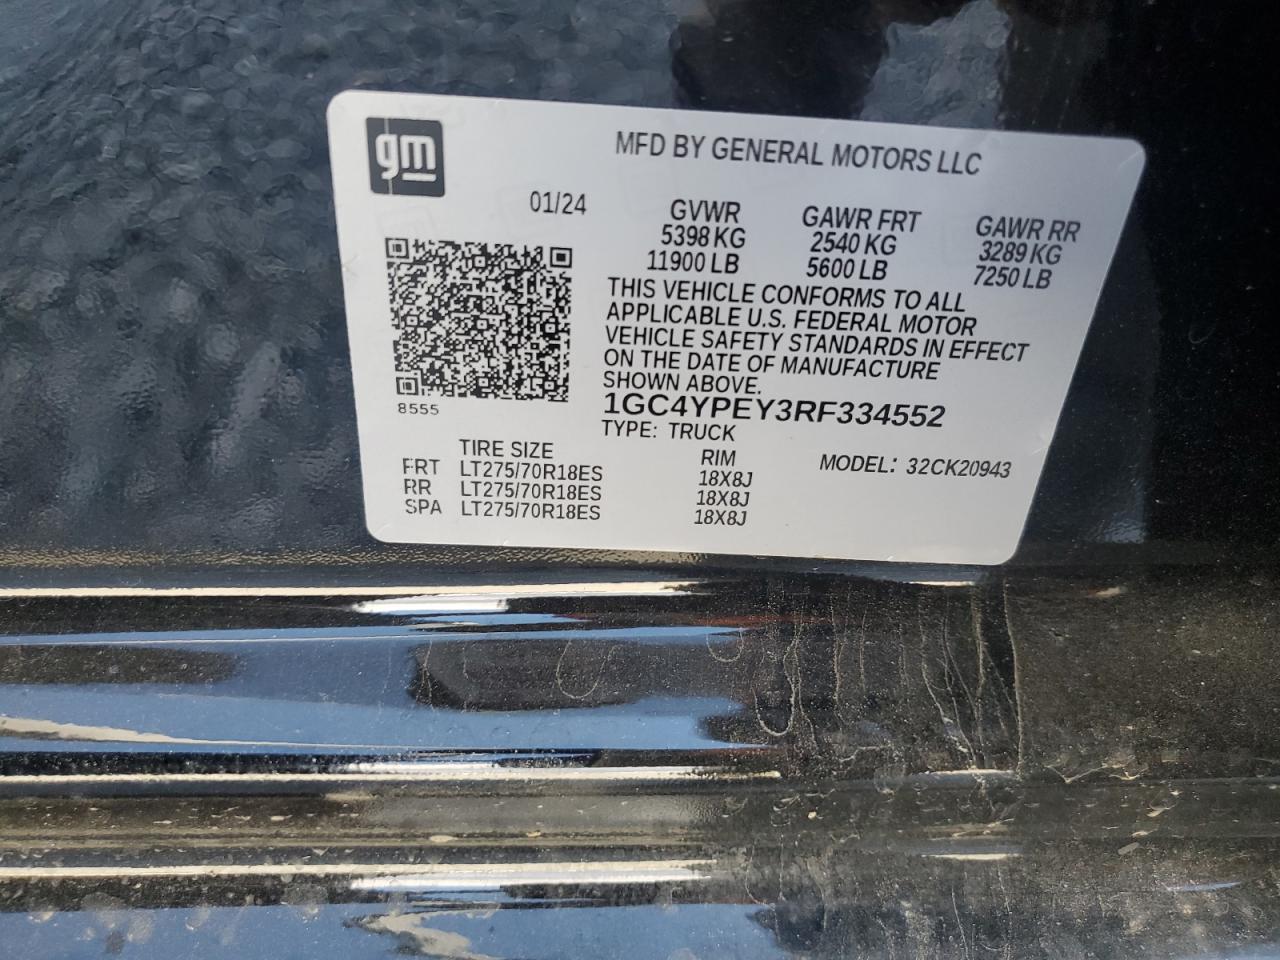 gm
MFD BY GENERAL MOTORS LLC
01/24
GVWR GAWR FRT GAWR RR
5398 KG 2540 KG 3289 KG
11900 LB 5600 LB 7250 LB
THIS VEHICLE CONFORMS TO ALL
APPLICABLE U.S. FEDERAL MOTOR
VEHICLE SAFETY STANDARDS IN EFFECT
ON THE DATE OF MANUFACTURE
SHOWN ABOVE.
8555
1GC4YPEY3RF334552
TYPE: TRUCK
TIRE SIZE RIM MODEL: 32CK20943
FRT LT275/70R18ES 18X8J
RR LT275/70R18ES 18X8J
SPA LT275/70R18ES 18X8J